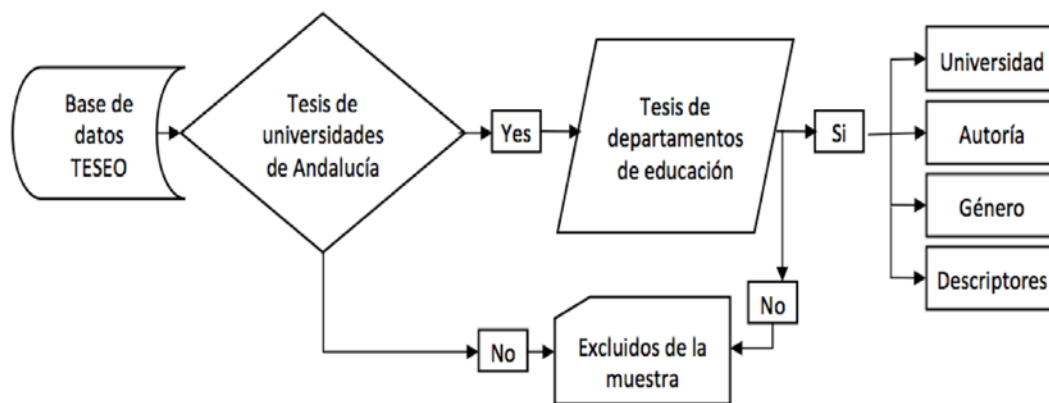 Base de
datos
TESEO
Tesis de
universidades
de Andalucía
Yes
Tesis de
departamentos
de educación
Si
Universidad
Autoría
Género
Descriptores
No
No
Excluidos de la
muestra